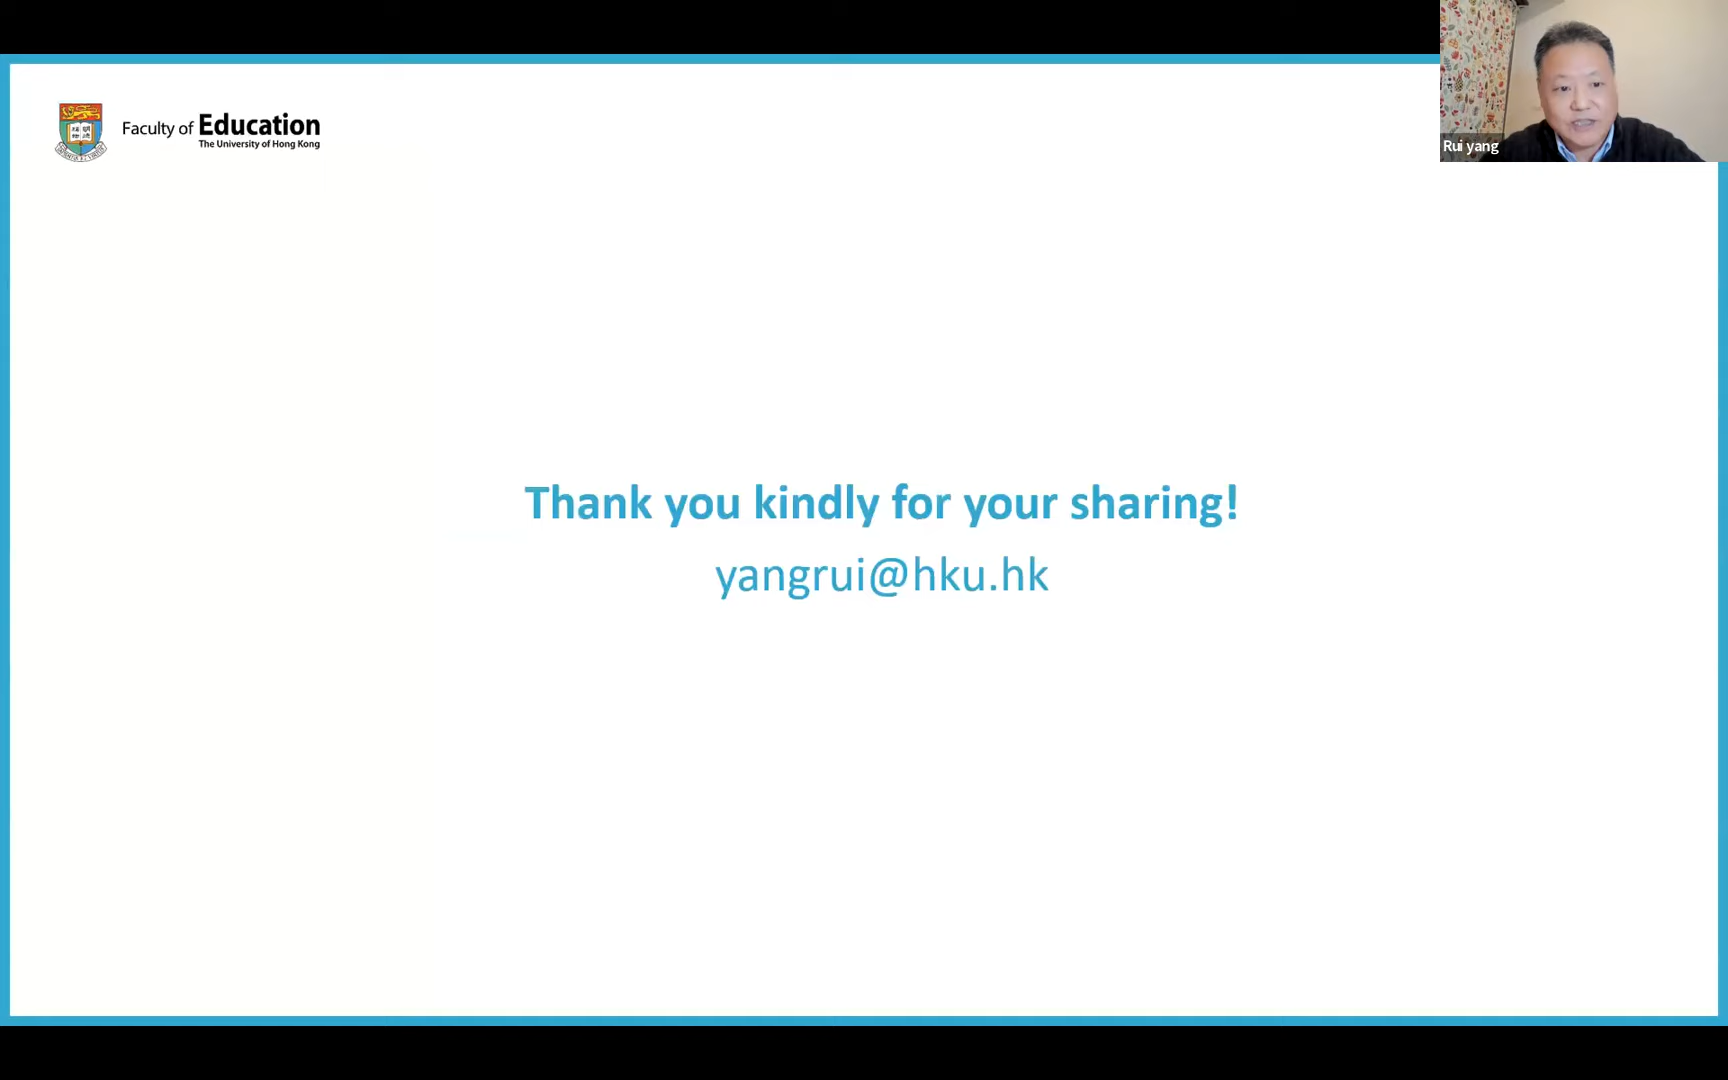 Faculty of Education
The University of Hong Kong
Rui yang
Thank you kindly for your sharing!
yangrui@hku.hk